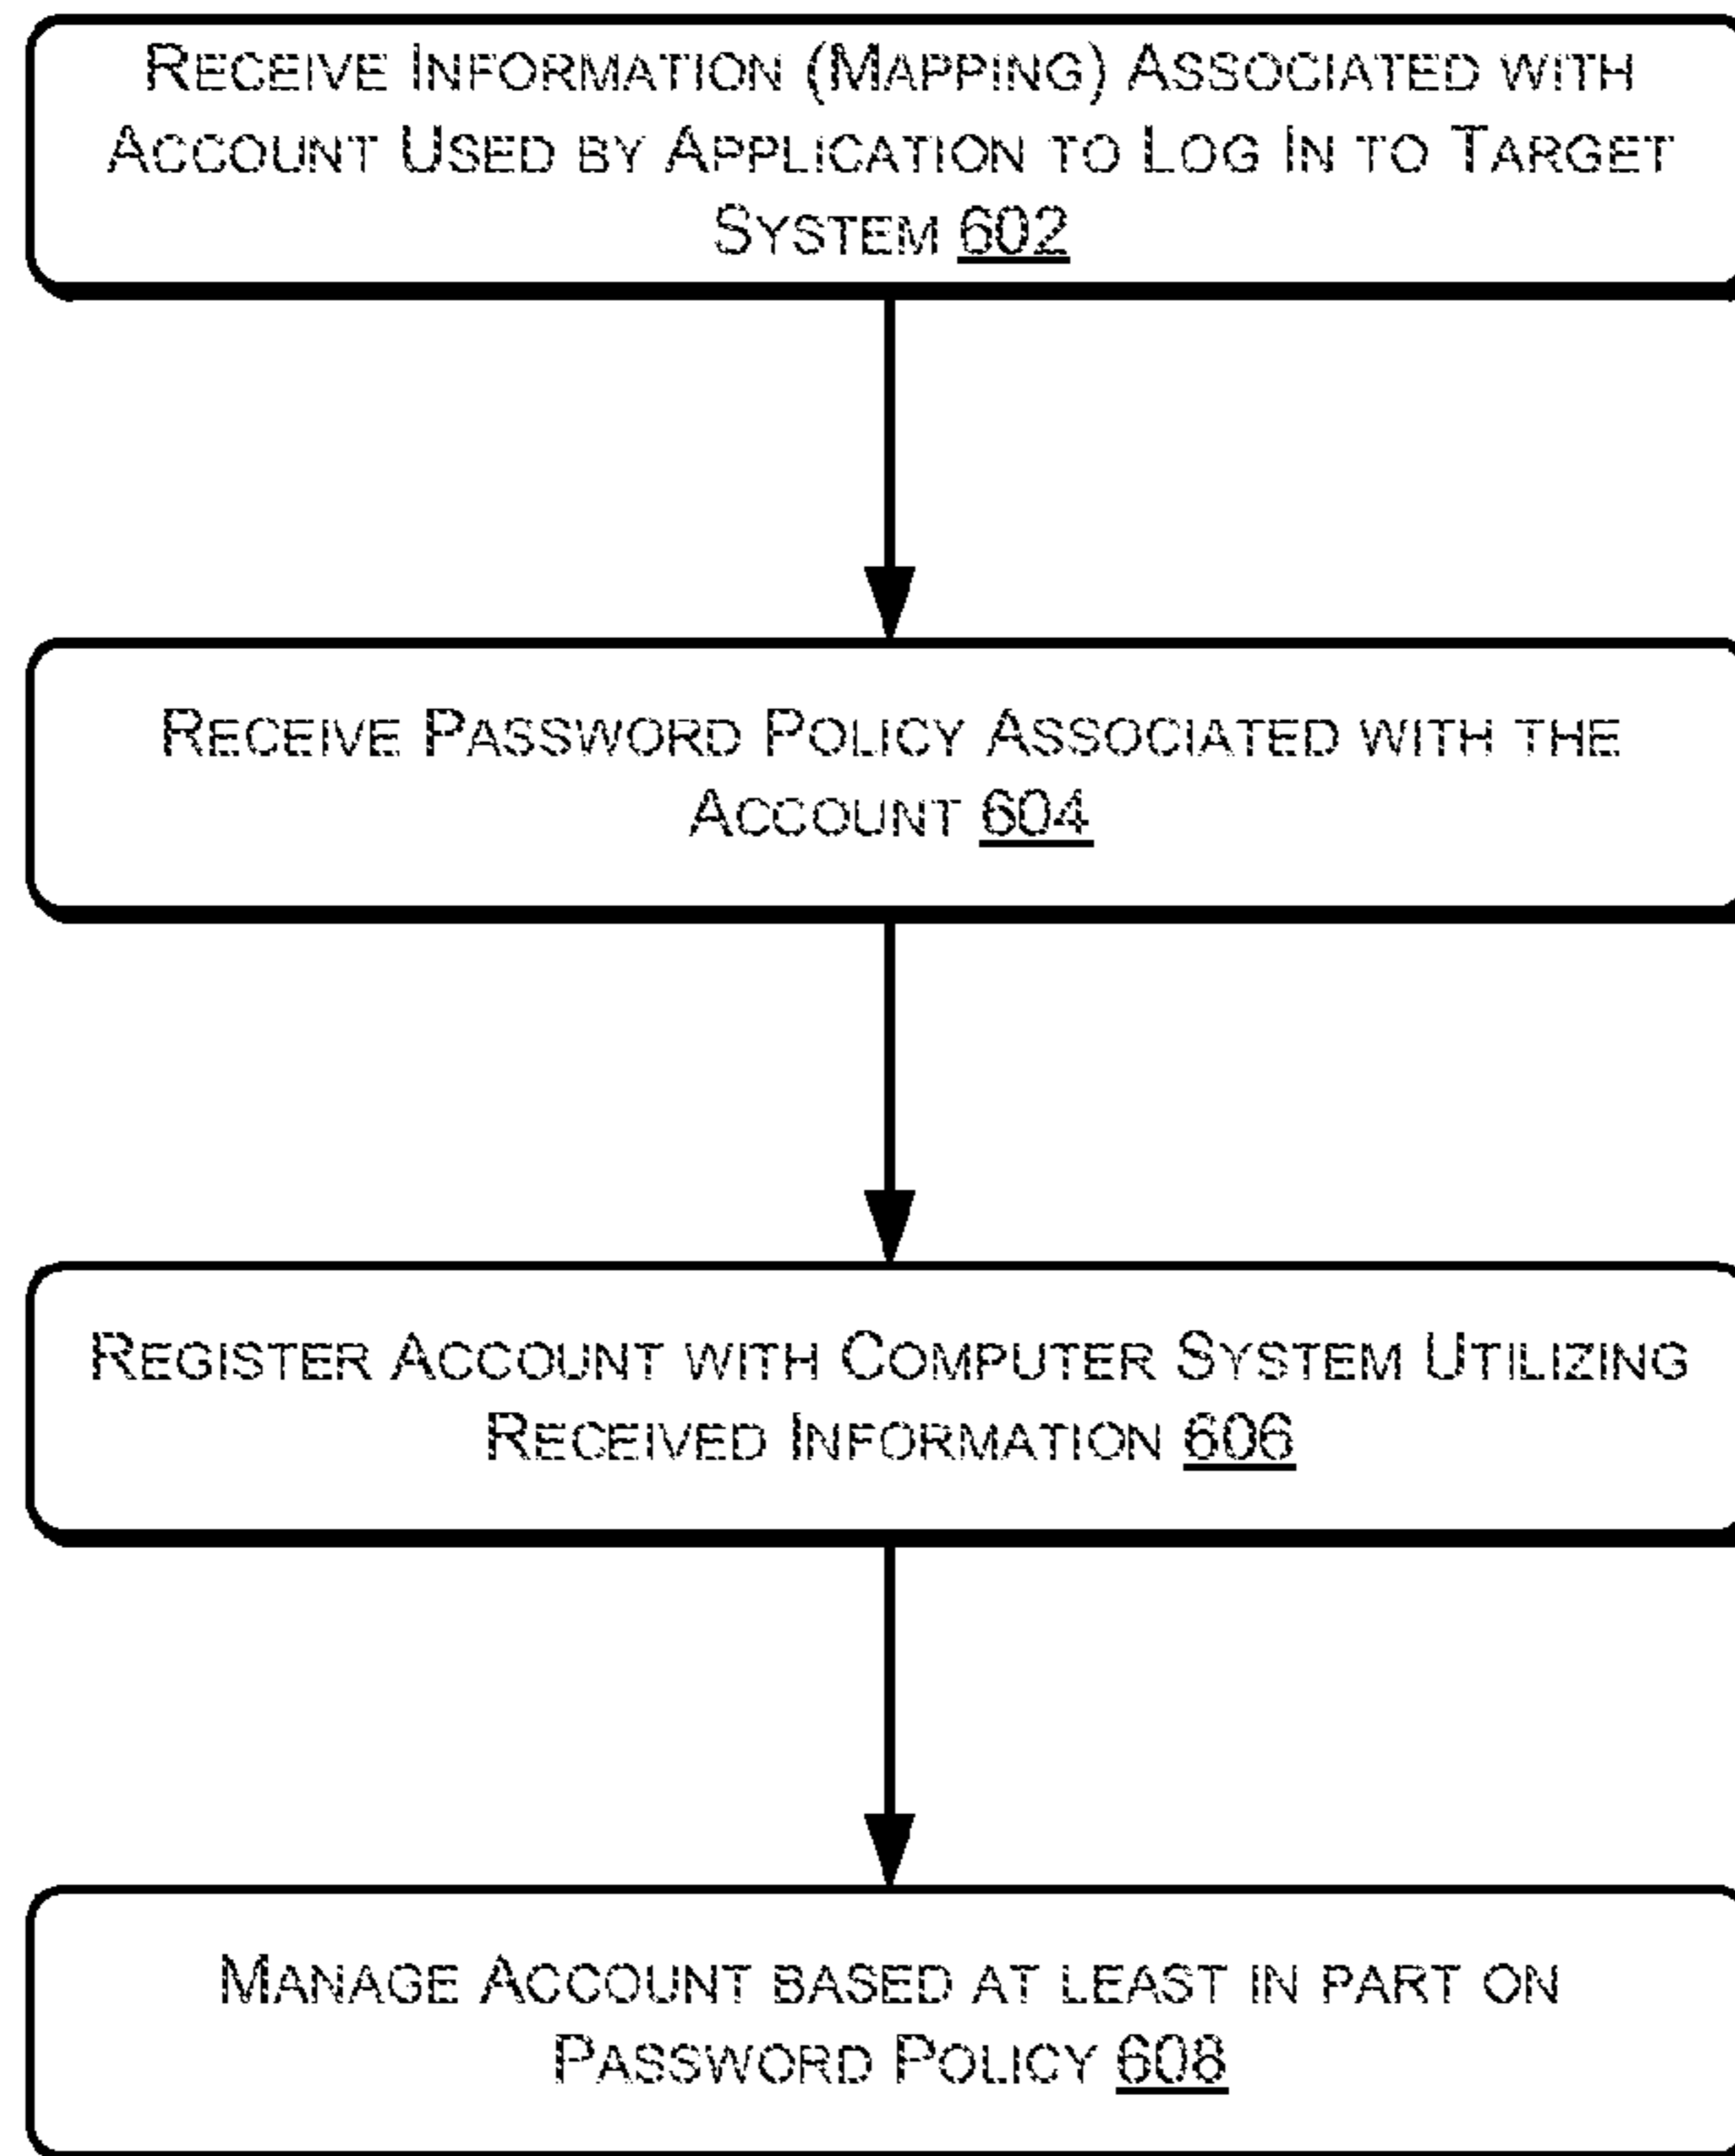 RECEIVE INFORMATION (MAPPING) ASSOCIATED WITH
ACCOUNT USED BY APPLICATION TO LOG IN TO TARGET
SYSTEM 602
RECEIVE PASSWORD POLICY ASSOCIATED WITH THE
ACCOUNT 604
REGISTER ACCOUNT WITH COMPUTER SYSTEM UTILIZING
RECEIVED INFORMATION 606
MANAGE ACCOUNT BASED AT LEAST IN PART ON
PASSWORD POLICY 608